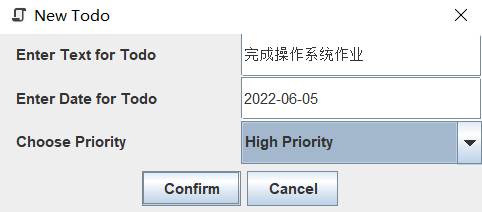 New Todo
Enter Text for Todo 完成操作系统作业
Enter Date for Todo 2022-06-05
Choose Priority High Priority
Confirm Cancel